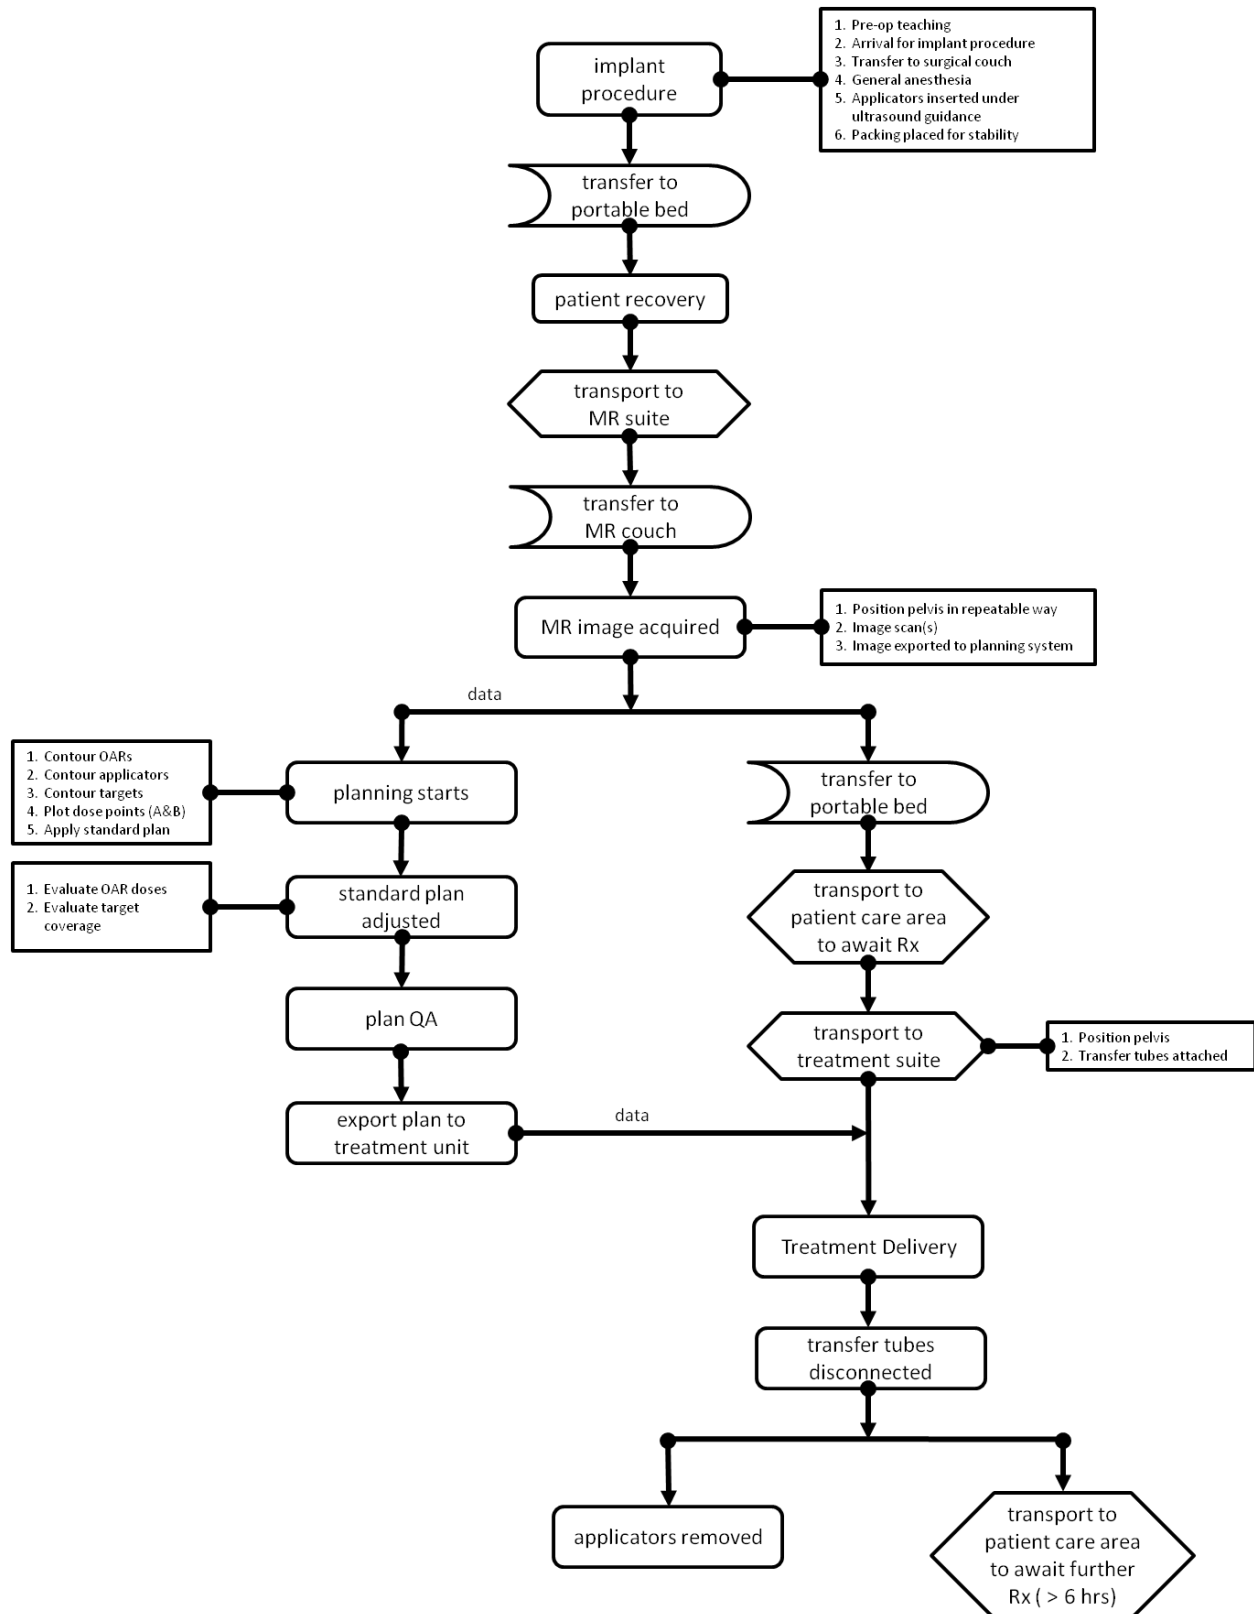 implant
procedure
1. Pre-op teaching
2. Arrival for implant procedure
3. Transfer to surgical couch
4. General anesthesia
5. Applicators inserted under
ultrasound guidance
6. Packing placed for stability
transfer to
portable bed
patient recovery
transport to
MR suite
transfer to
MR couch
MR image acquired
1. Position pelvis in repeatable way
2. Image scan(s)
3. Image exported to planning system
data
1. Contour OARs
2. Contour applicators
3. Contour targets
4. Plot dose points (A&B)
5. Apply standard plan
planning starts
transfer to
portable bed
1. Evaluate OAR doses
2. Evaluate target
coverage
standard plan
adjusted
transport to
patient care area
to await Rx
plan QA
transport to
treatment suite
1. Position pelvis
2. Transfer tubes attached
export plan to
treatment unit
data
Treatment Delivery
transfer tubes
disconnected
applicators removed
transport to
patient care area
to await further
Rx ( > 6 hrs)